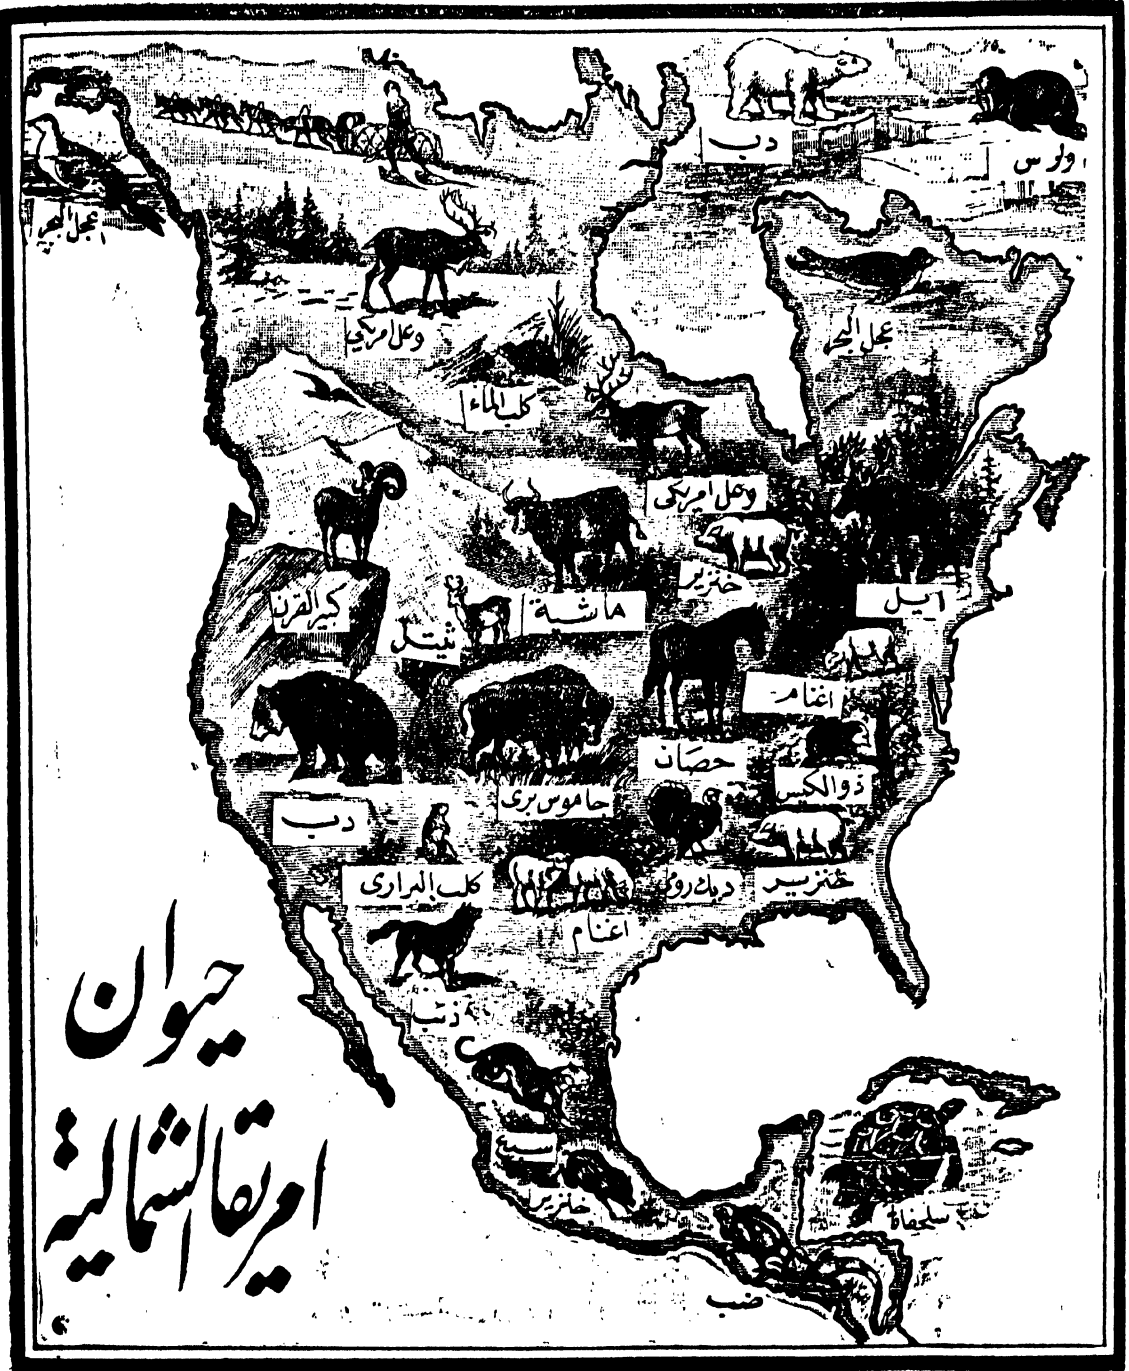 دب
ولوس
عجل البحر
عجل البحر
وعل امريكي
كلب الماء
وعل امريكي
خنزير
ايل
كبير القرن
ثيتل
ماشية
اغنام
حصان
ذو الكيس
دب
جاموس بري
كلب البراري
ديك رومي
خنزير
اغنام
ذئب
سبع
خنزير
سلحفاة
ضب
حيوان
امريقا الشمالية